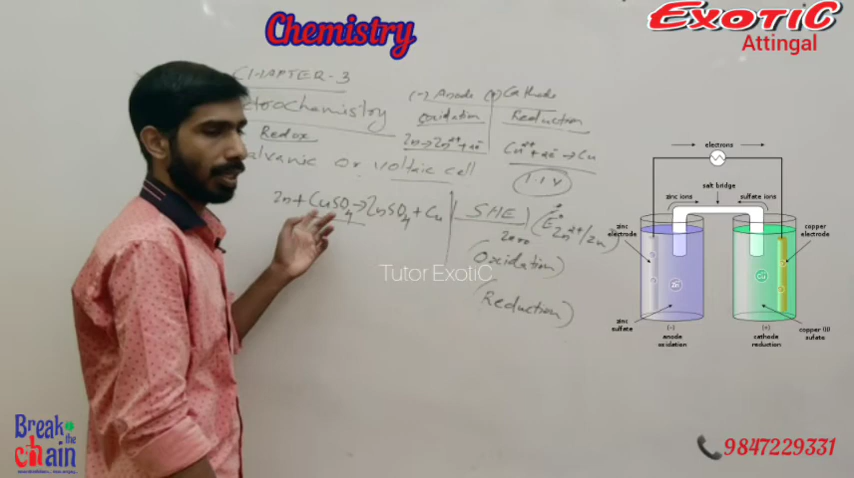 Chemistry
EXOTIC
Attingal
CHAPTER-3
trochemistry
Redox
alvanic or voltaic cell
Zn + CuSO4 → ZnSO4 + Cu
(-) Anode
oxidation
Zn → Zn2+ + 2e-
(+) Cathode
Reduction
Cu2+ + 2e- → Cu
1.1 V
SHE
zero
(E° Zn2+/Zn)
(Oxidation)
(Reduction)
Tutor ExotiC
electrons
salt bridge
zinc ions
sulfate ions
zinc
electrode
copper
electrode
zinc
sulfate
(-)
anode
oxidation
(+)
cathode
reduction
copper (II)
sulfate
Break
the
chain
9847229331